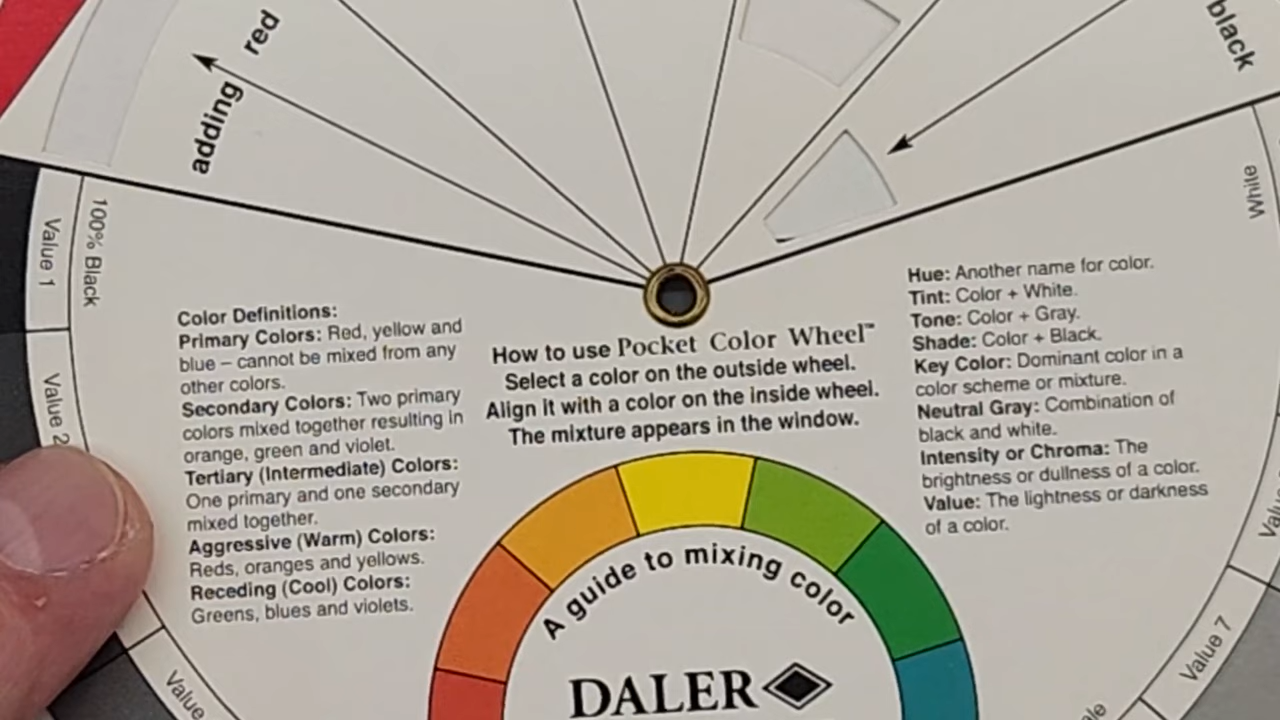 adding red
black
Value 1
100% Black
Value 2
Value
White
Color Definitions:
Primary Colors: Red, yellow and
blue – cannot be mixed from any
other colors.
Secondary Colors: Two primary
colors mixed together resulting in
orange, green and violet.
Tertiary (Intermediate) Colors:
One primary and one secondary
mixed together.
Aggressive (Warm) Colors:
Reds, oranges and yellows.
Receding (Cool) Colors:
Greens, blues and violets.
How to use Pocket Color Wheel™
Select a color on the outside wheel.
Align it with a color on the inside wheel.
The mixture appears in the window.
Hue: Another name for color.
Tint: Color + White.
Tone: Color + Gray.
Shade: Color + Black.
Key Color: Dominant color in a
color scheme or mixture.
Neutral Gray: Combination of
black and white.
Intensity or Chroma: The
brightness or dullness of a color.
Value: The lightness or darkness
of a color.
Value 7
A guide to mixing color
DALER